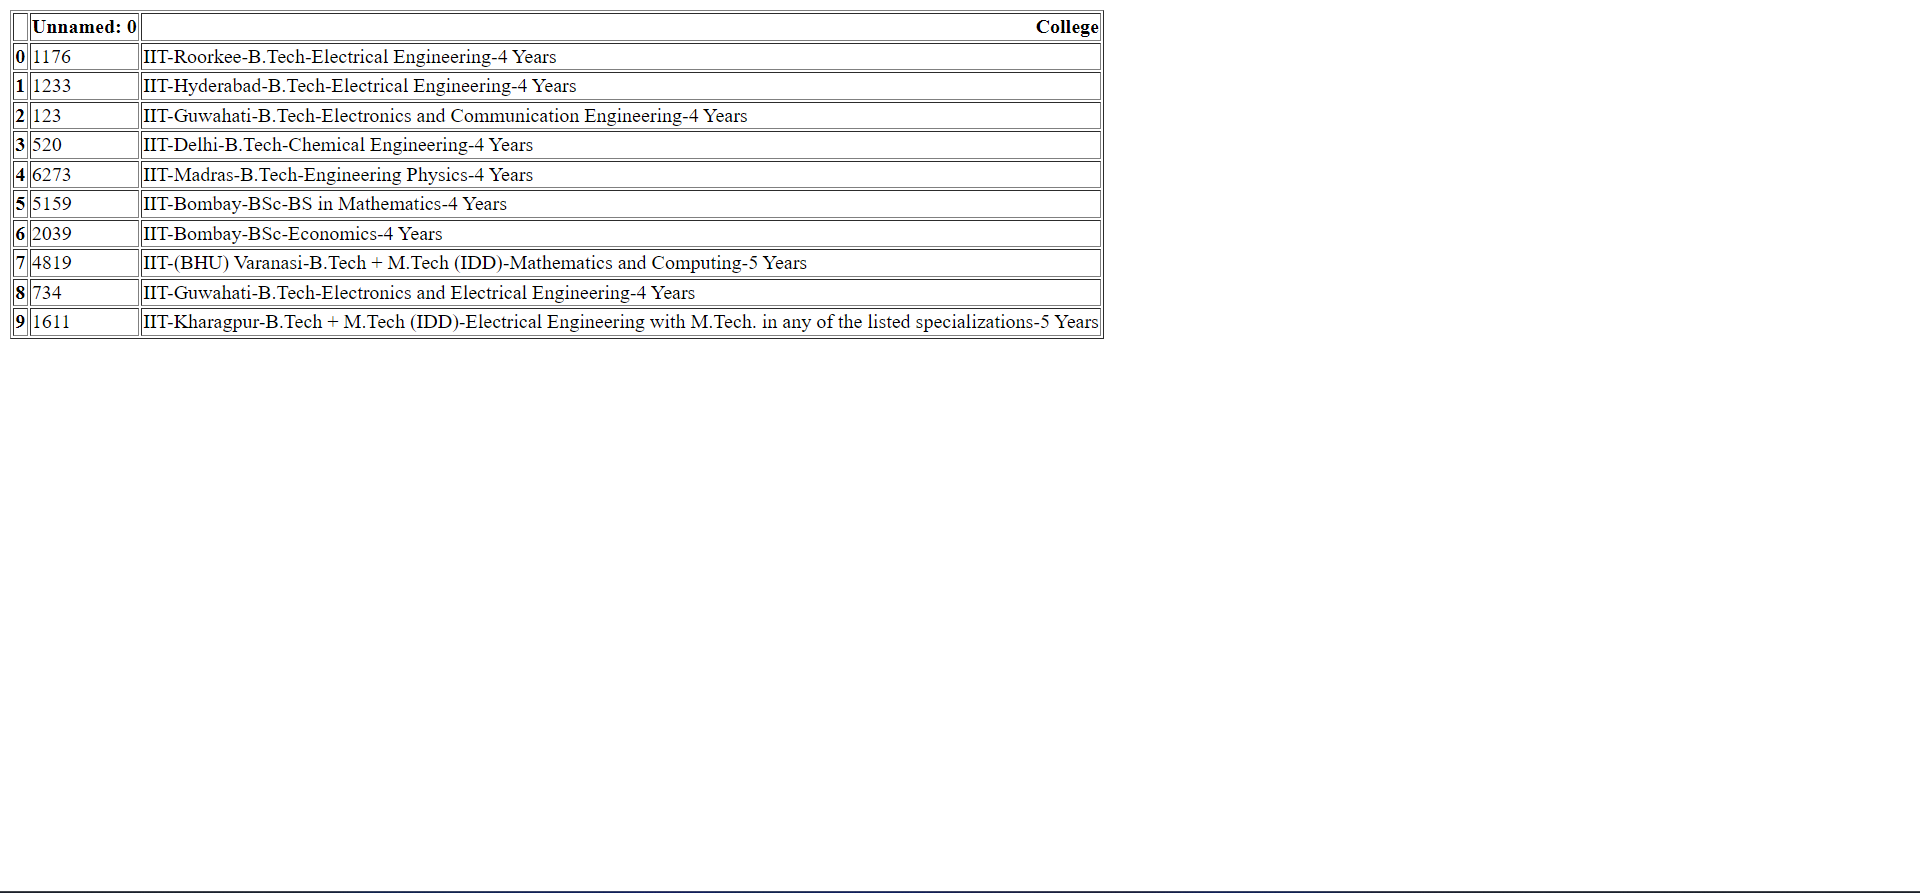 Unnamed: 0 College
0 1176 IIT-Roorkee-B.Tech-Electrical Engineering-4 Years
1 1233 IIT-Hyderabad-B.Tech-Electrical Engineering-4 Years
2 123 IIT-Guwahati-B.Tech-Electronics and Communication Engineering-4 Years
3 520 IIT-Delhi-B.Tech-Chemical Engineering-4 Years
4 6273 IIT-Madras-B.Tech-Engineering Physics-4 Years
5 5159 IIT-Bombay-BSc-BS in Mathematics-4 Years
6 2039 IIT-Bombay-BSc-Economics-4 Years
7 4819 IIT-(BHU) Varanasi-B.Tech + M.Tech (IDD)-Mathematics and Computing-5 Years
8 734 IIT-Guwahati-B.Tech-Electronics and Electrical Engineering-4 Years
9 1611 IIT-Kharagpur-B.Tech + M.Tech (IDD)-Electrical Engineering with M.Tech. in any of the listed specializations-5 Years